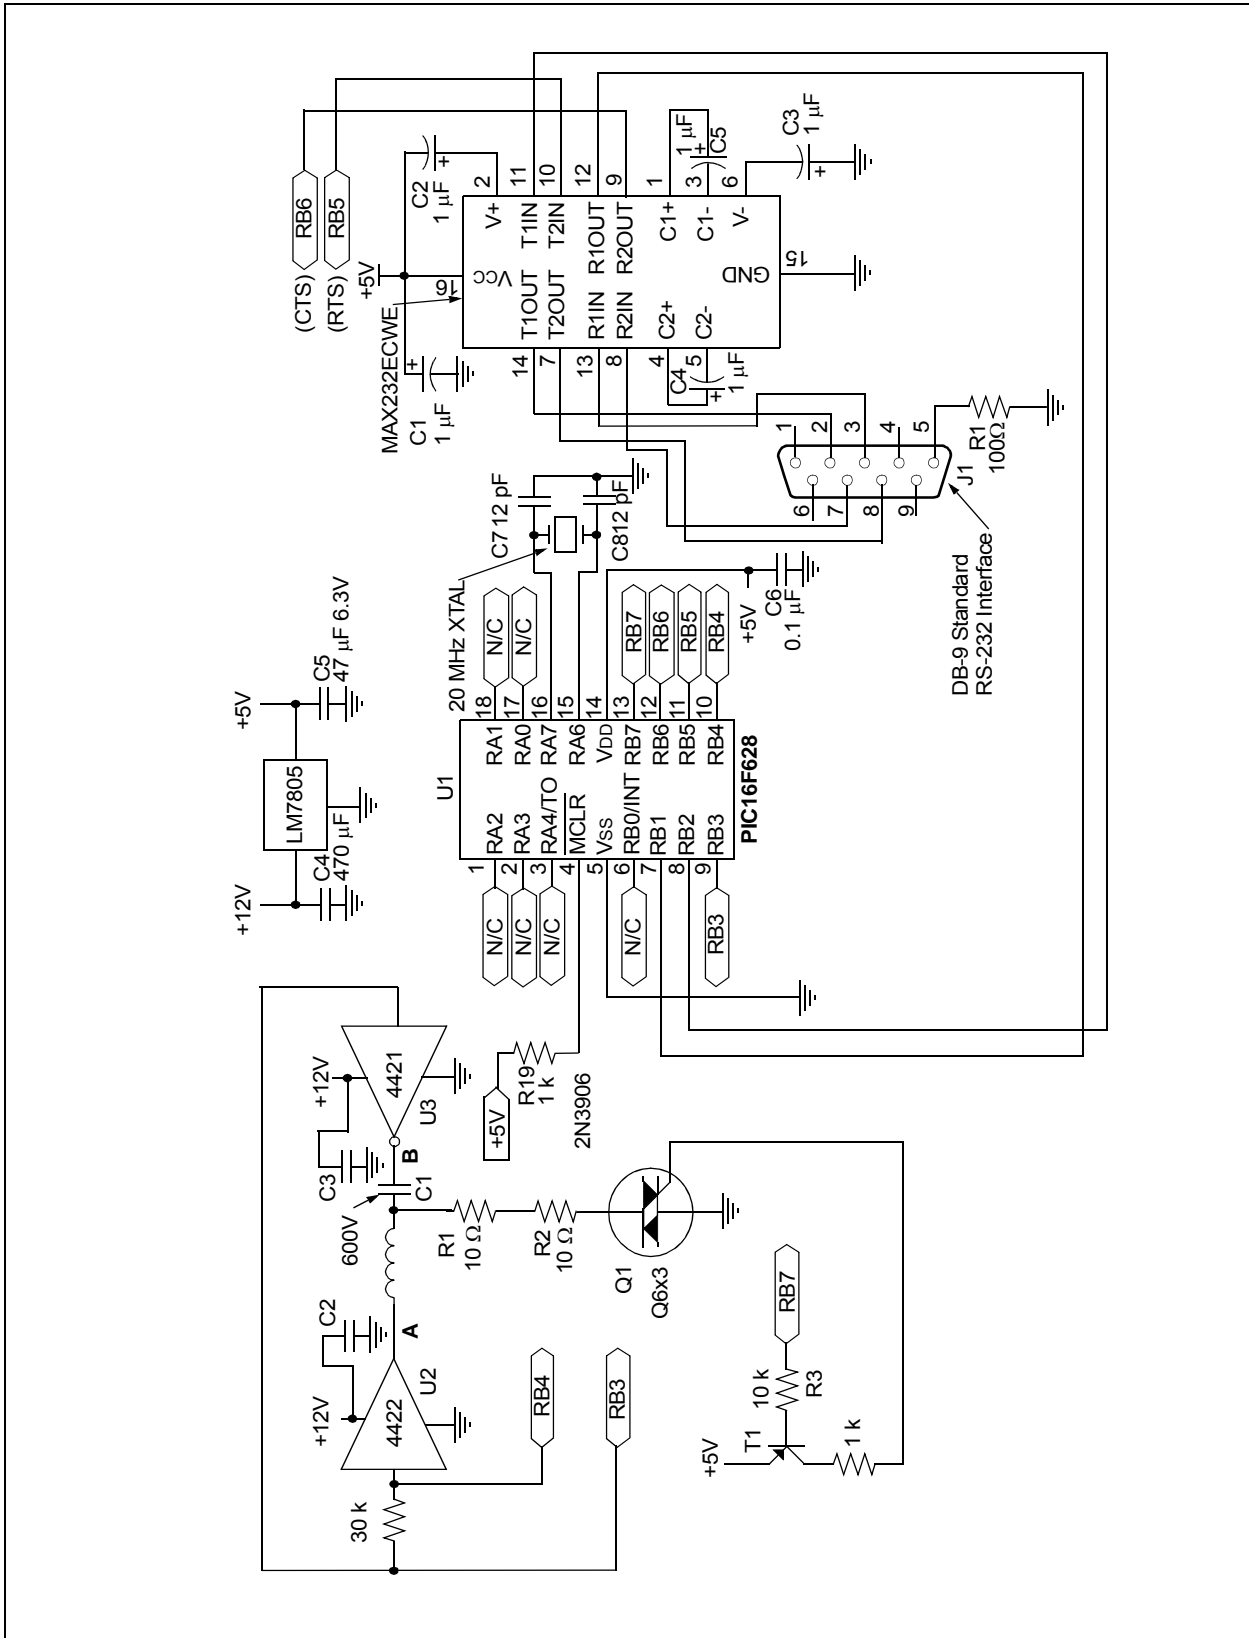 +12V
C4
470 µF
LM7805
+5V
C5
47 µF 6.3V
30 k
+12V
C2
4422
U2
A
600V
C1
B
C3
+12V
4421
U3
R1
10 Ω
R2
10 Ω
Q1
Q6x3
RB4
RB3
+5V
T1
10 k
R3
RB7
1 k
+5V
R19
1 k
2N3906
N/C
N/C
N/C
N/C
RB3
U1
1 RA2 RA1 18
2 RA3 RA0 17
3 RA4/TO RA7 16
4 MCLR RA6 15
5 VSS VDD 14
6 RB0/INT RB7 13
7 RB1 RB6 12
8 RB2 RB5 11
9 RB3 RB4 10
PIC16F628
N/C
N/C
RB7
RB6
RB5
RB4
20 MHz XTAL
C7 12 pF
C8 12 pF
+5V
C6
0.1 µF
(CTS) RB6
(RTS) RB5
+5V
MAX232ECWE
C1
1 µF
C2
1 µF
16 VCC
V+ 2
14 T1OUT T1IN 11
7 T2OUT T2IN 10
13 R1IN R1OUT 12
8 R2IN R2OUT 9
4 C2+ C1+ 1
5 C2- C1- 3
V- 6
GND 15
C4
1 µF
1 µF
C5
C3
1 µF
1
2
3
4
5
6
7
8
9
J1
R1
100Ω
DB-9 Standard
RS-232 Interface